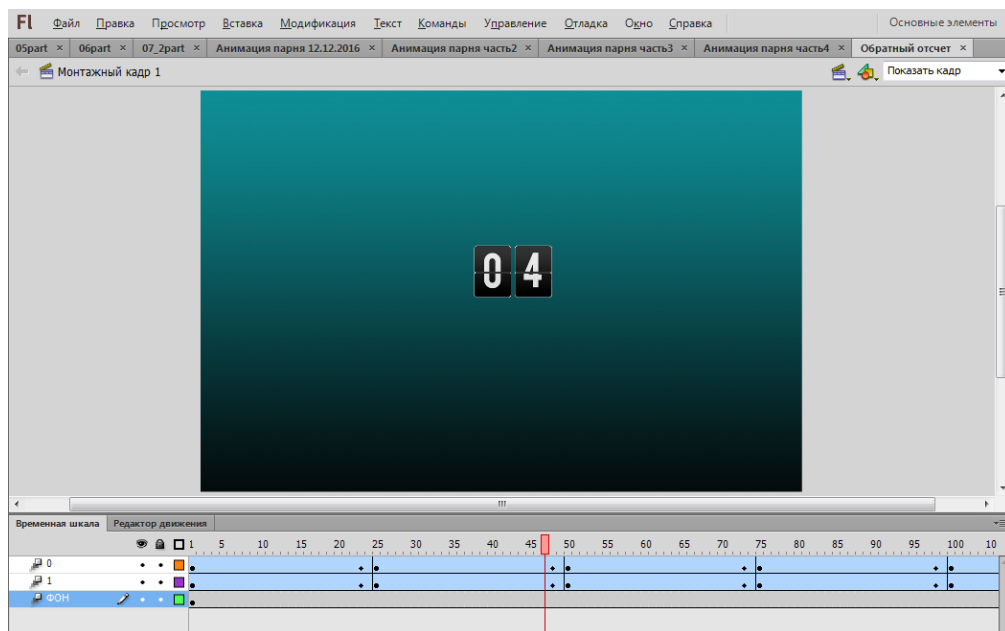 Fl Файл Правка Просмотр Вставка Модификация Текст Команды Управление Отладка Окно Справка Основные элементы
05part × 06part × 07_2part × Анимация парня 12.12.2016 × Анимация парня часть2 × Анимация парня часть3 × Анимация парня часть4 × Обратный отсчет ×
Монтажный кадр 1 Показать кадр
04
Временная шкала Редактор движения
1 5 10 15 20 25 30 35 40 45 50 55 60 65 70 75 80 85 90 95 100 10
0
1
ФОН